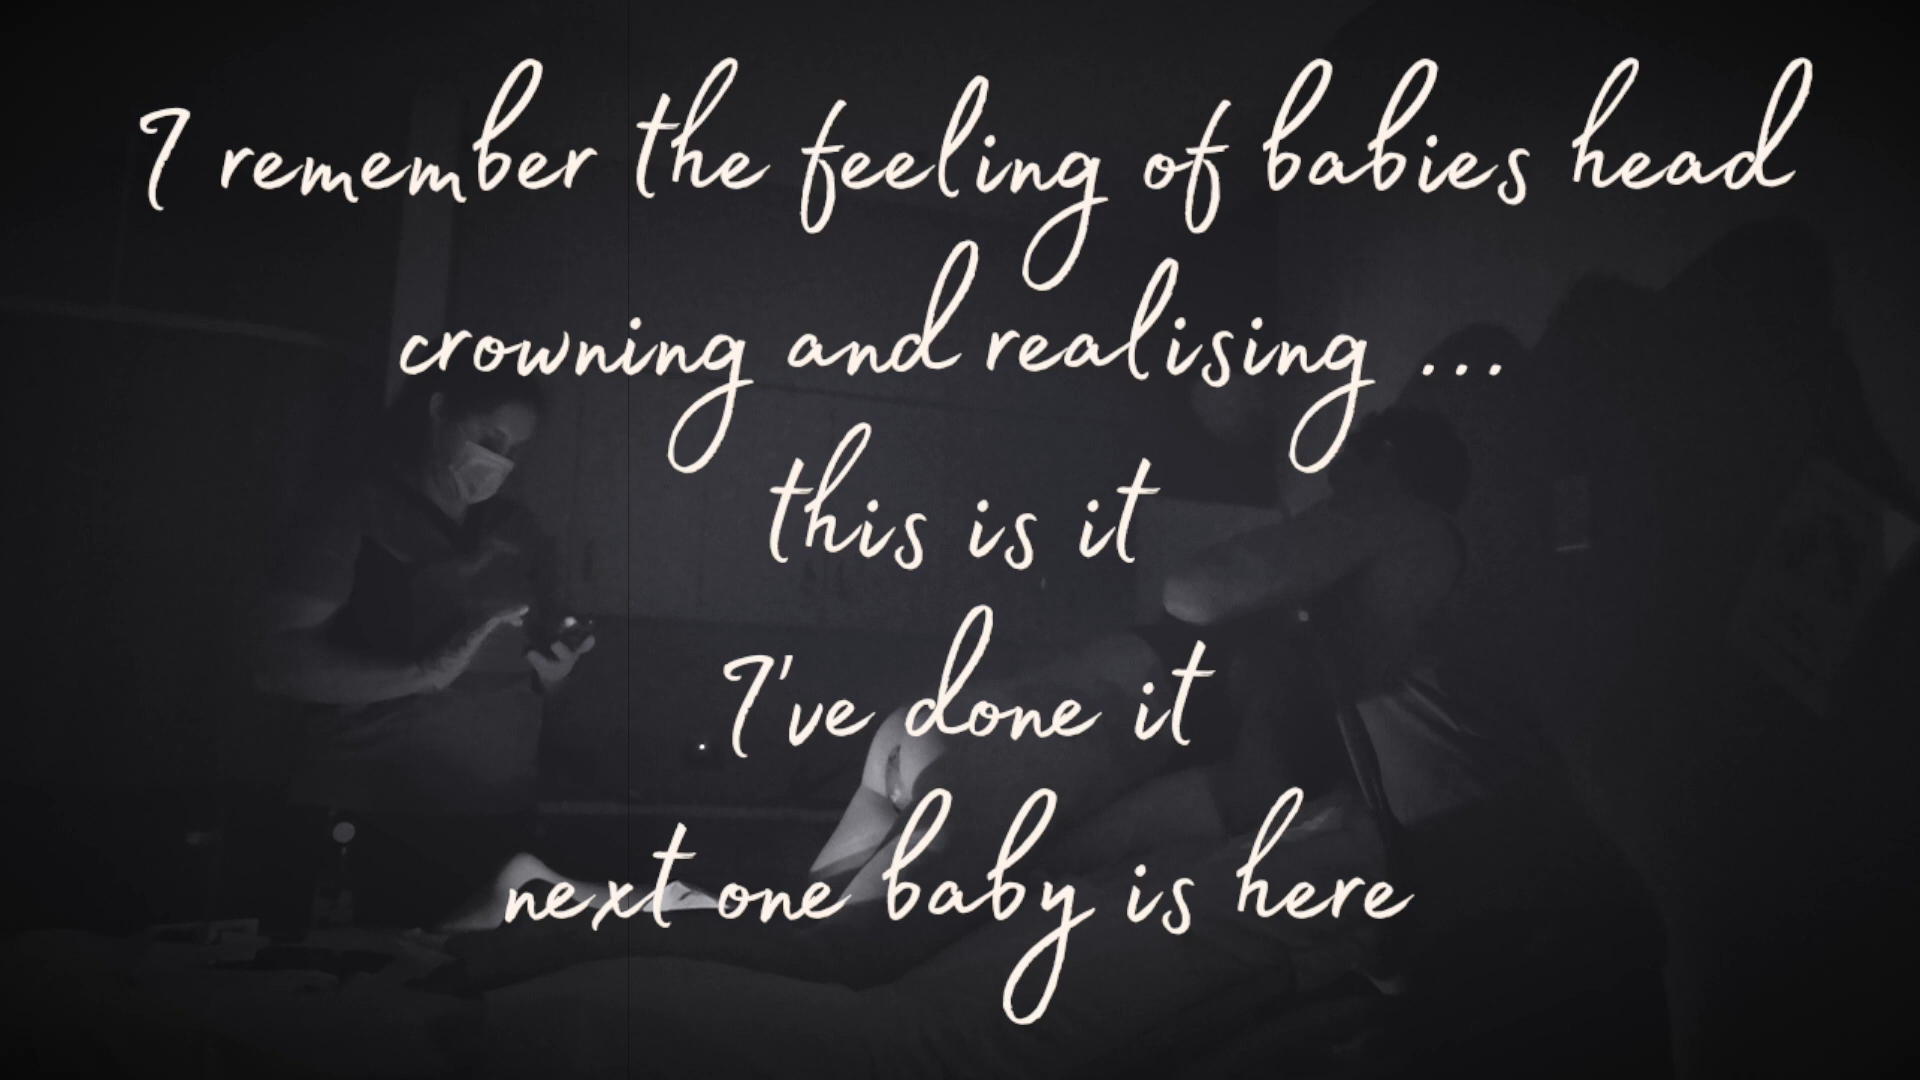 I remember the feeling of babies head
crowning and realising ...
this is it
I've done it
next one baby is here